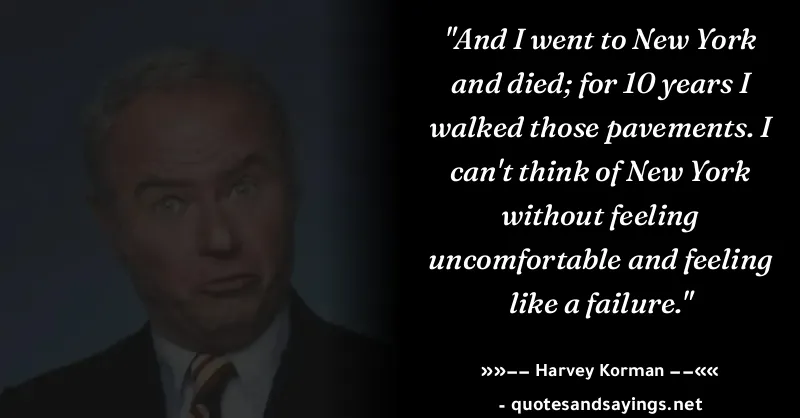 "And I went to New York
and died; for 10 years I
walked those pavements. I
can't think of New York
without feeling
uncomfortable and feeling
like a failure."
»»−− Harvey Korman −−««
- quotesandsayings.net